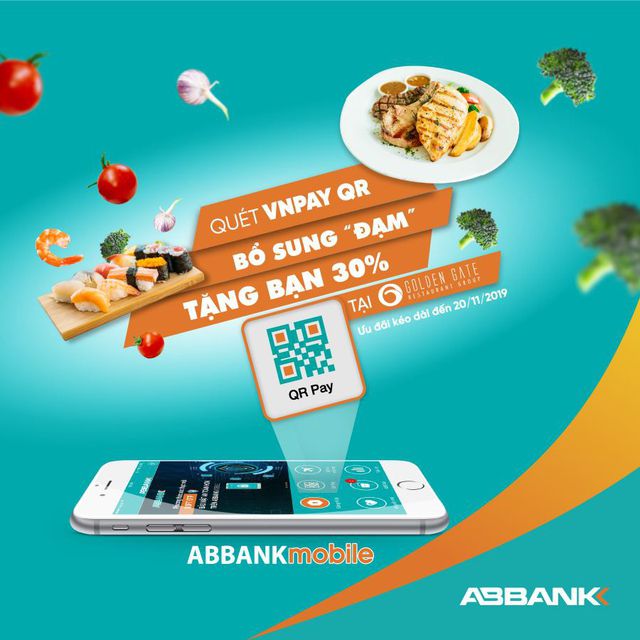 QUÉT VNPAY QR
BỔ SUNG “ĐẠM”
TẶNG BẠN 30%
TẠI GOLDEN GATE
RESTAURANT GROUP
Ưu đãi kéo dài đến 20/11/2019
QR Pay
ABBANKmobile
ABBANK